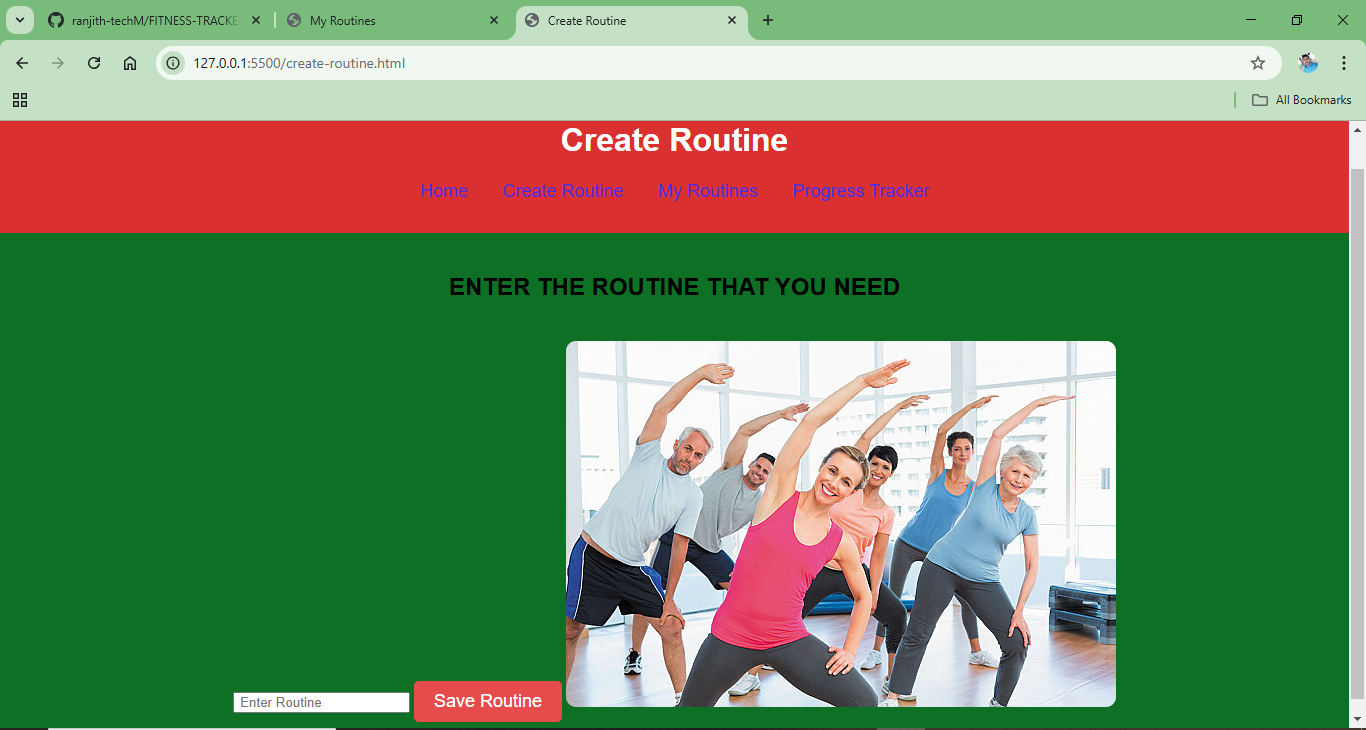 ranjith-techM/FITNESS-TRACKE
My Routines
Create Routine
127.0.0.1:5500/create-routine.html
All Bookmarks
Create Routine
Home Create Routine My Routines Progress Tracker
ENTER THE ROUTINE THAT YOU NEED
Enter Routine Save Routine